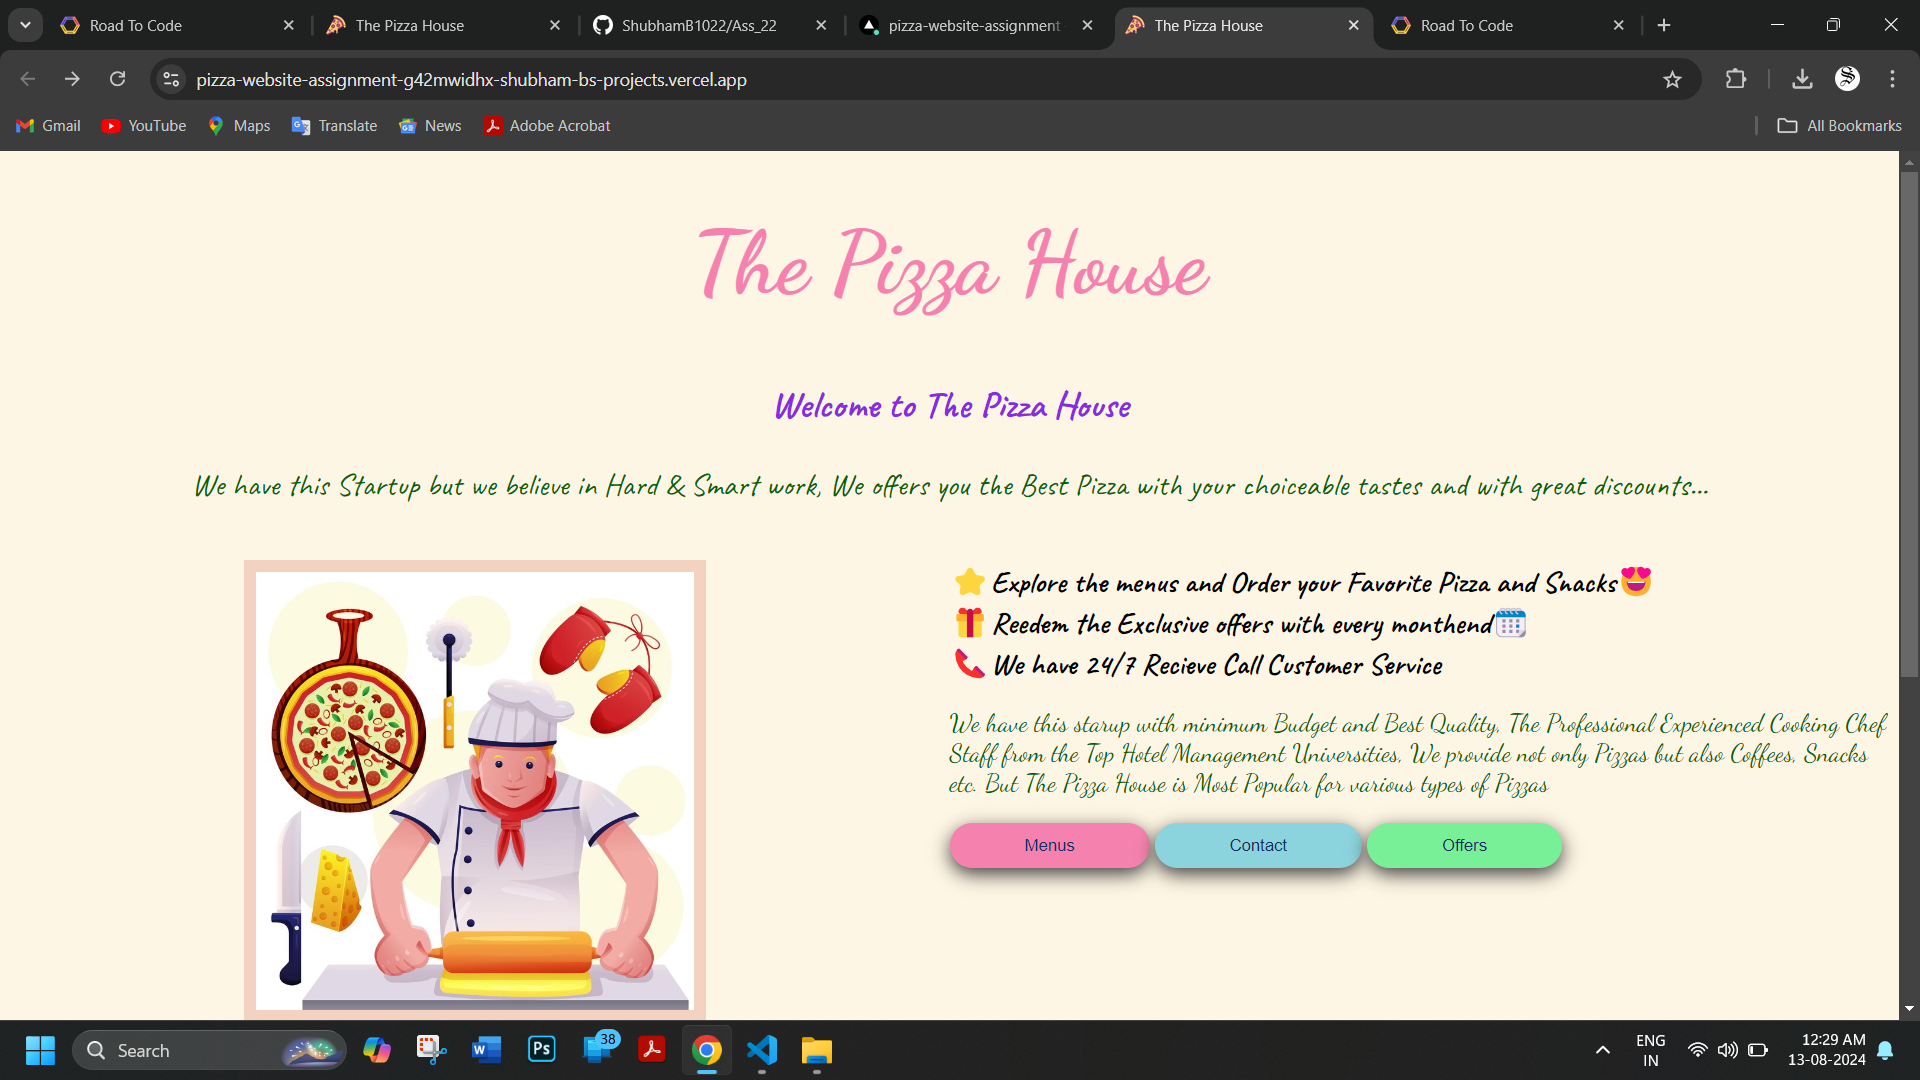 Road To Code
The Pizza House
ShubhamB1022/Ass_22
pizza-website-assignment
The Pizza House
Road To Code
pizza-website-assignment-g42mwidhx-shubham-bs-projects.vercel.app
Gmail
YouTube
Maps
Translate
News
Adobe Acrobat
All Bookmarks
The Pizza House
Welcome to The Pizza House
We have this Startup but we believe in Hard & Smart work, We offers you the Best Pizza with your choiceable tastes and with great discounts...
⭐ Explore the menus and Order your Favorite Pizza and Snacks😍
🎁 Reedem the Exclusive offers with every monthend🗓️
📞 We have 24/7 Recieve Call Customer Service
We have this starup with minimum Budget and Best Quality, The Professional Experienced Cooking Chef
Staff from the Top Hotel Management Universities, We provide not only Pizzas but also Coffees, Snacks
etc. But The Pizza House is Most Popular for various types of Pizzas
Menus
Contact
Offers
Search
W
Ps
38
ENG
IN
12:29 AM
13-08-2024